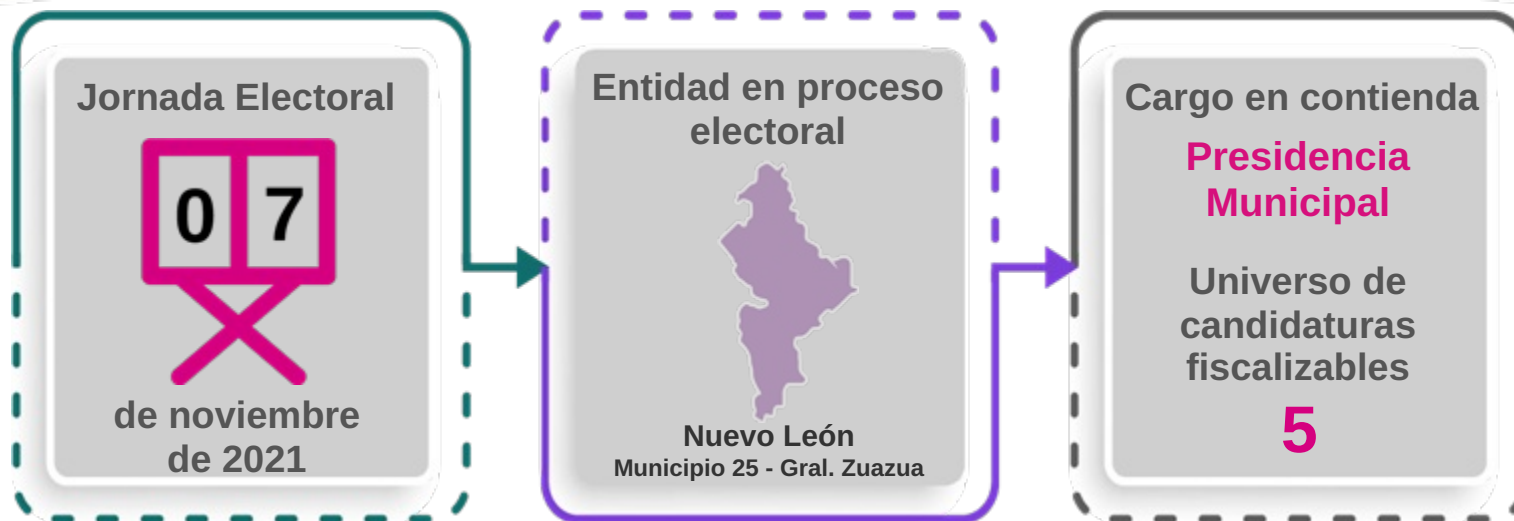 Jornada Electoral
0 7
de noviembre
de 2021
Entidad en proceso
electoral
Nuevo León
Municipio 25 - Gral. Zuazua
Cargo en contienda
Presidencia
Municipal
Universo de
candidaturas
fiscalizables
5